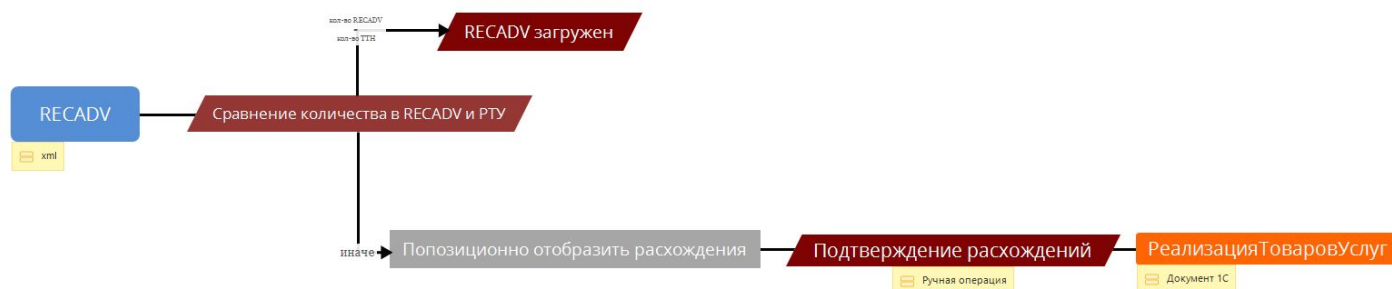 кол-во RECADV
кол-во ТТН
RECADV загружен
RECADV
xml
Сравнение количества в RECADV и РТУ
иначе
Попозиционно отобразить расхождения
Подтверждение расхождений
Ручная операция
РеализацияТоваровУслуг
Документ 1С